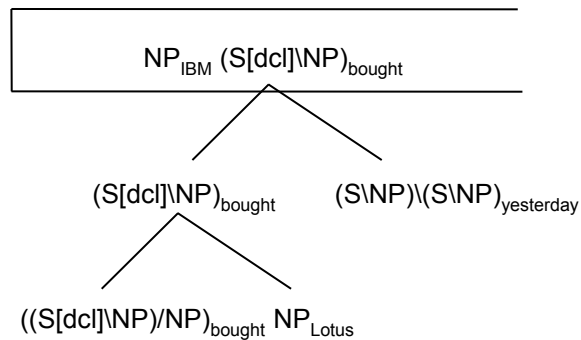 NP_IBM (S[dcl]\NP)_bought
(S[dcl]\NP)_bought (S\NP)\(S\NP)_yesterday
((S[dcl]\NP)/NP)_bought NP_Lotus